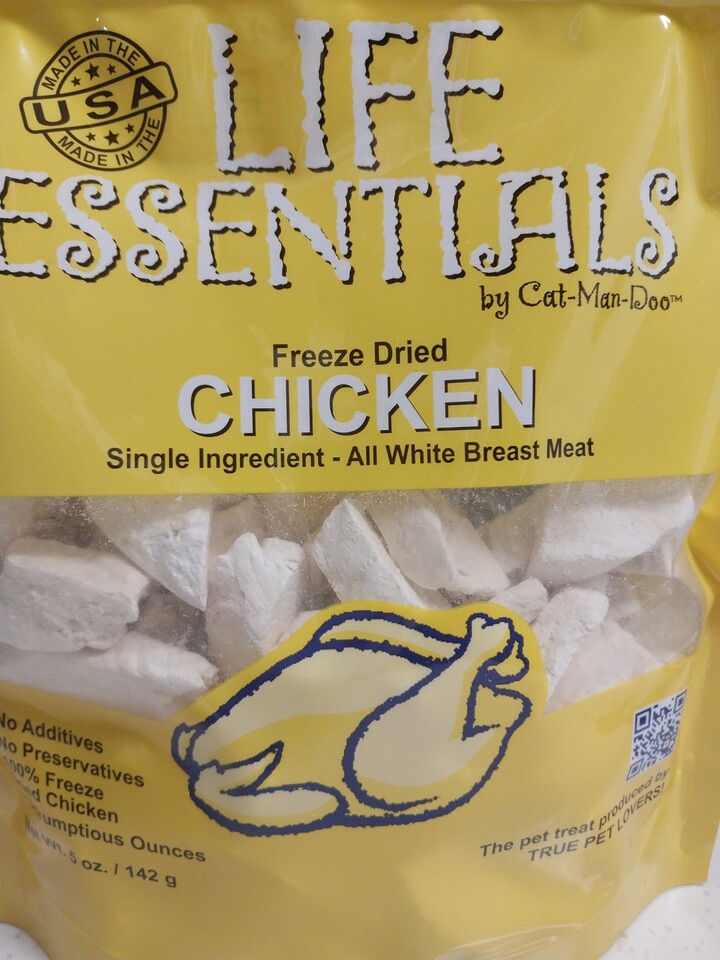 MADE IN THE
USA
MADE IN THE
LIFE
ESSENTIALS
by Cat-Man-Doo™
Freeze Dried
CHICKEN
Single Ingredient - All White Breast Meat
No Additives
No Preservatives
100% Freeze
Chicken
Ounces
Wt. 5 oz. / 142 g
The pet treat produced by
TRUE PET LOVERS!